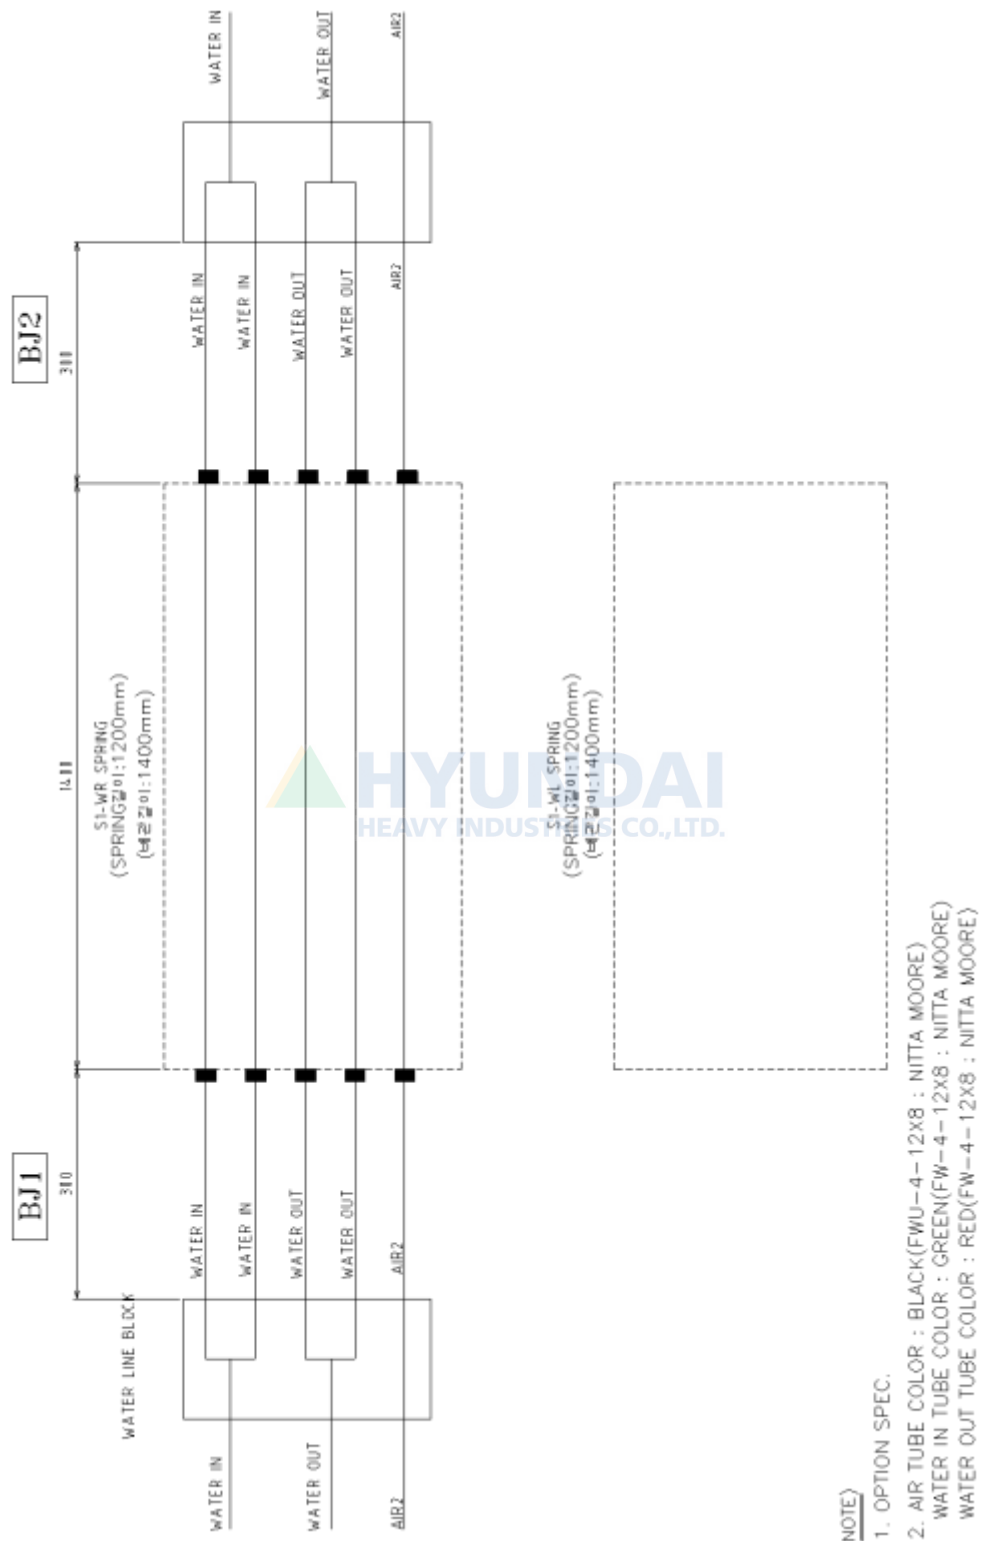 BJ1
BJ2
300
1400
300
WATER LINE BLOCK
S1-WR SPRING
(SPRING길이:1200mm)
(배관길이:1400mm)
WATER IN
WATER IN
WATER IN
WATER IN
WATER IN
WATER IN
WATER OUT
WATER OUT
WATER OUT
WATER OUT
WATER OUT
WATER OUT
AIR2
AIR2
AIR2
AIR2
S1-WL SPRING
(SPRING길이:1200mm)
(배관길이:1400mm)
HYUNDAI
HEAVY INDUSTRIES CO.,LTD.
NOTE)
1. OPTION SPEC.
2. AIR TUBE COLOR : BLACK(FWU-4-12X8 : NITTA MOORE)
WATER IN TUBE COLOR : GREEN(FW-4-12X8 : NITTA MOORE)
WATER OUT TUBE COLOR : RED(FW-4-12X8 : NITTA MOORE)